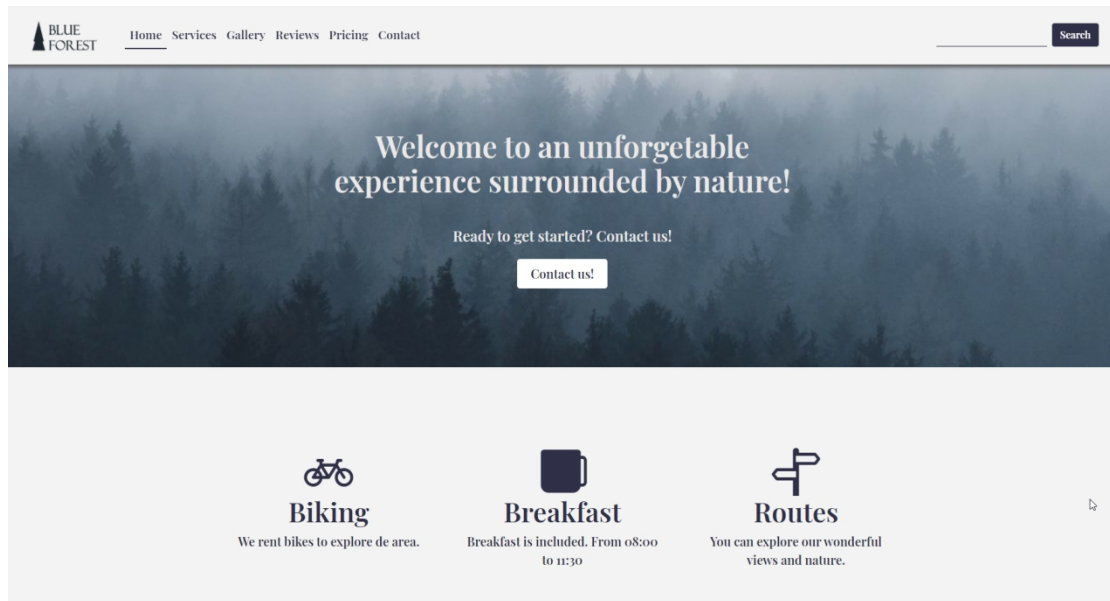 BLUE
FOREST
Home Services Gallery Reviews Pricing Contact
Search
Welcome to an unforgetable
experience surrounded by nature!
Ready to get started? Contact us!
Contact us!
Biking
We rent bikes to explore de area.
Breakfast
Breakfast is included. From 08:00
to 11:30
Routes
You can explore our wonderful
views and nature.